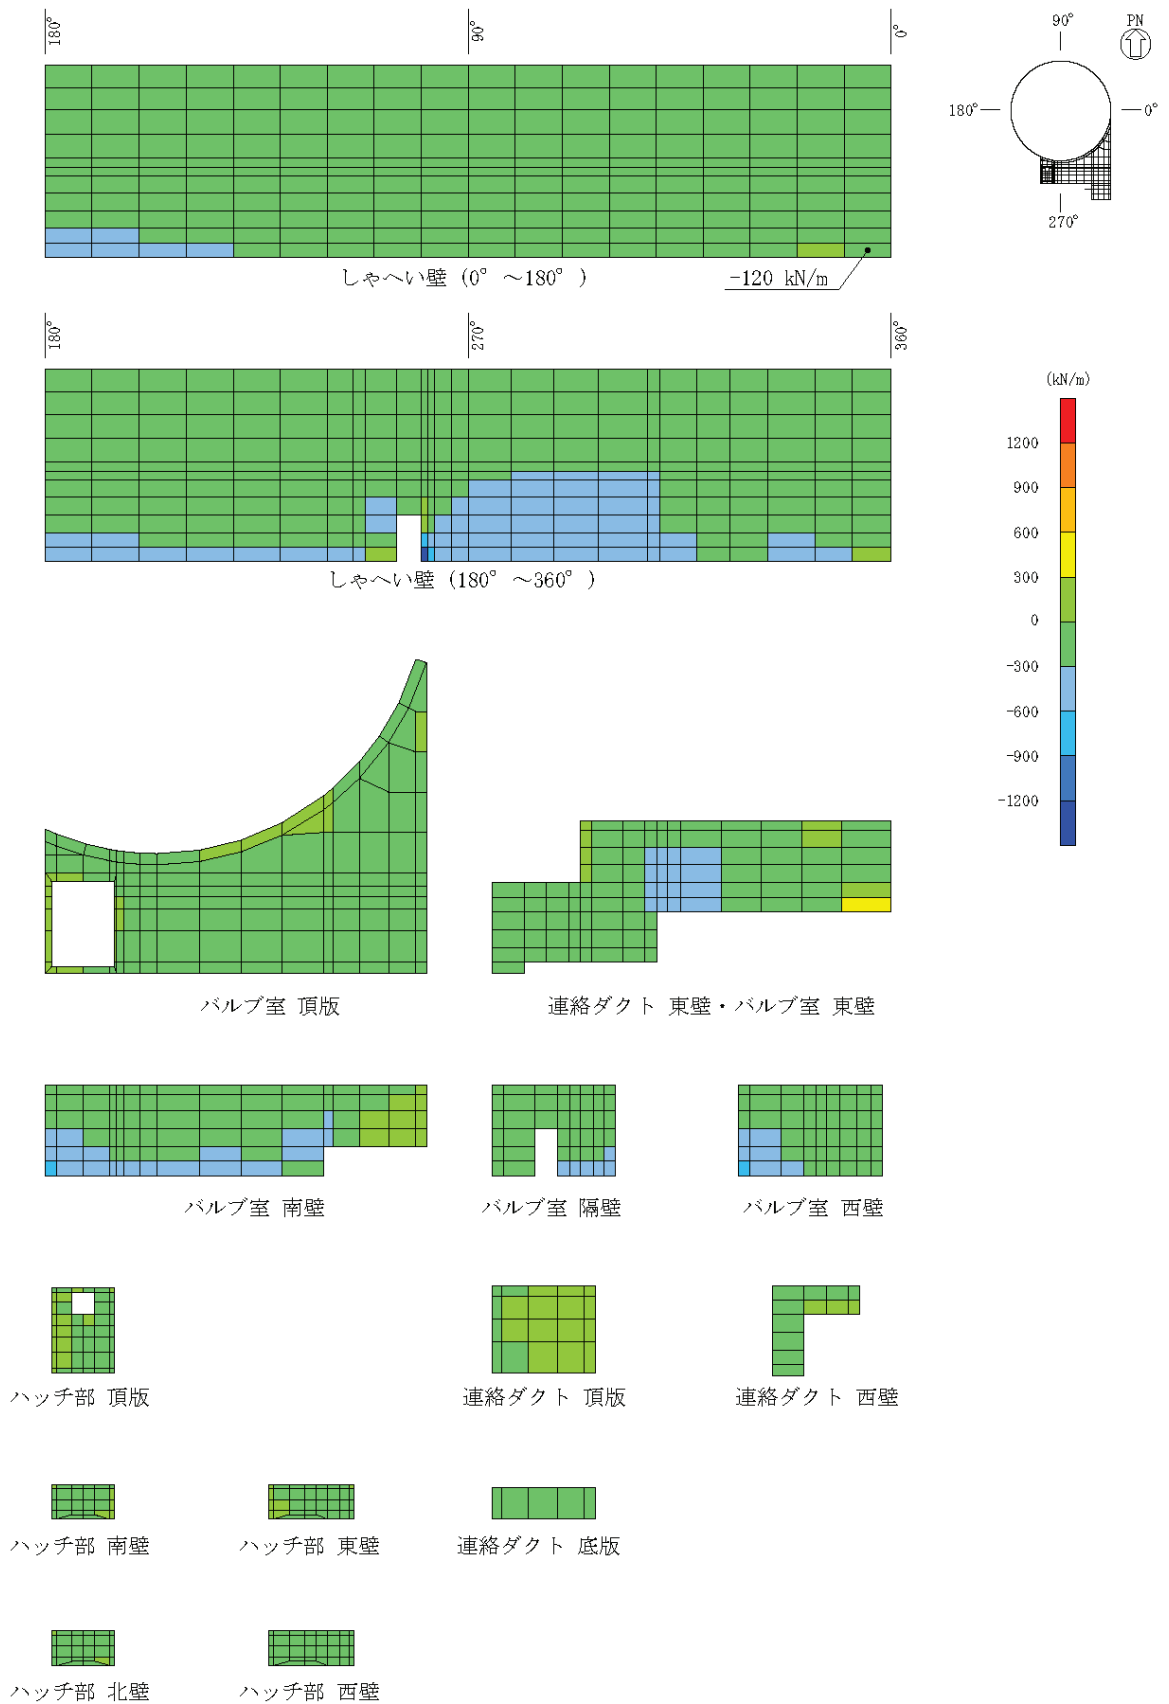 180°
90°
0°
90°
PN
180°
0°
270°
しゃへい壁 (0° ～180° )
-120 kN/m
180°
270°
360°
しゃへい壁 (180° ～360° )
(kN/m)
1200
900
600
300
0
-300
-600
-900
-1200
バルブ室 頂版
連絡ダクト 東壁・バルブ室 東壁
バルブ室 南壁
バルブ室 隔壁
バルブ室 西壁
ハッチ部 頂版
連絡ダクト 頂版
連絡ダクト 西壁
ハッチ部 南壁
ハッチ部 東壁
連絡ダクト 底版
ハッチ部 北壁
ハッチ部 西壁